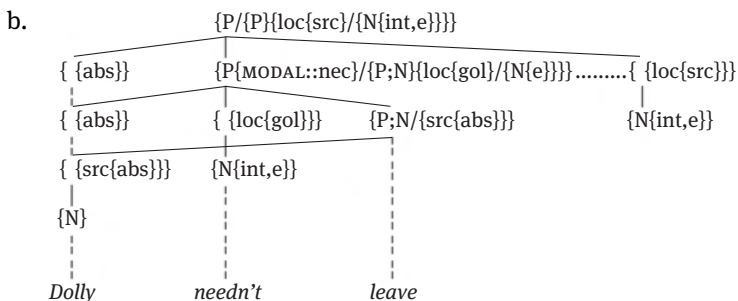 b. {P/{P}{loc{src}/{N{int,e}}}}
{ {abs}} {P{MODAL::nec}/{P;N}{loc{gol}/{N{e}}}}.........{ {loc{src}}}
{ {abs}} { {loc{gol}}} {P;N/{src{abs}}} {N{int,e}}
{ {src{abs}}} {N{int,e}}
{N}
Dolly needn't leave